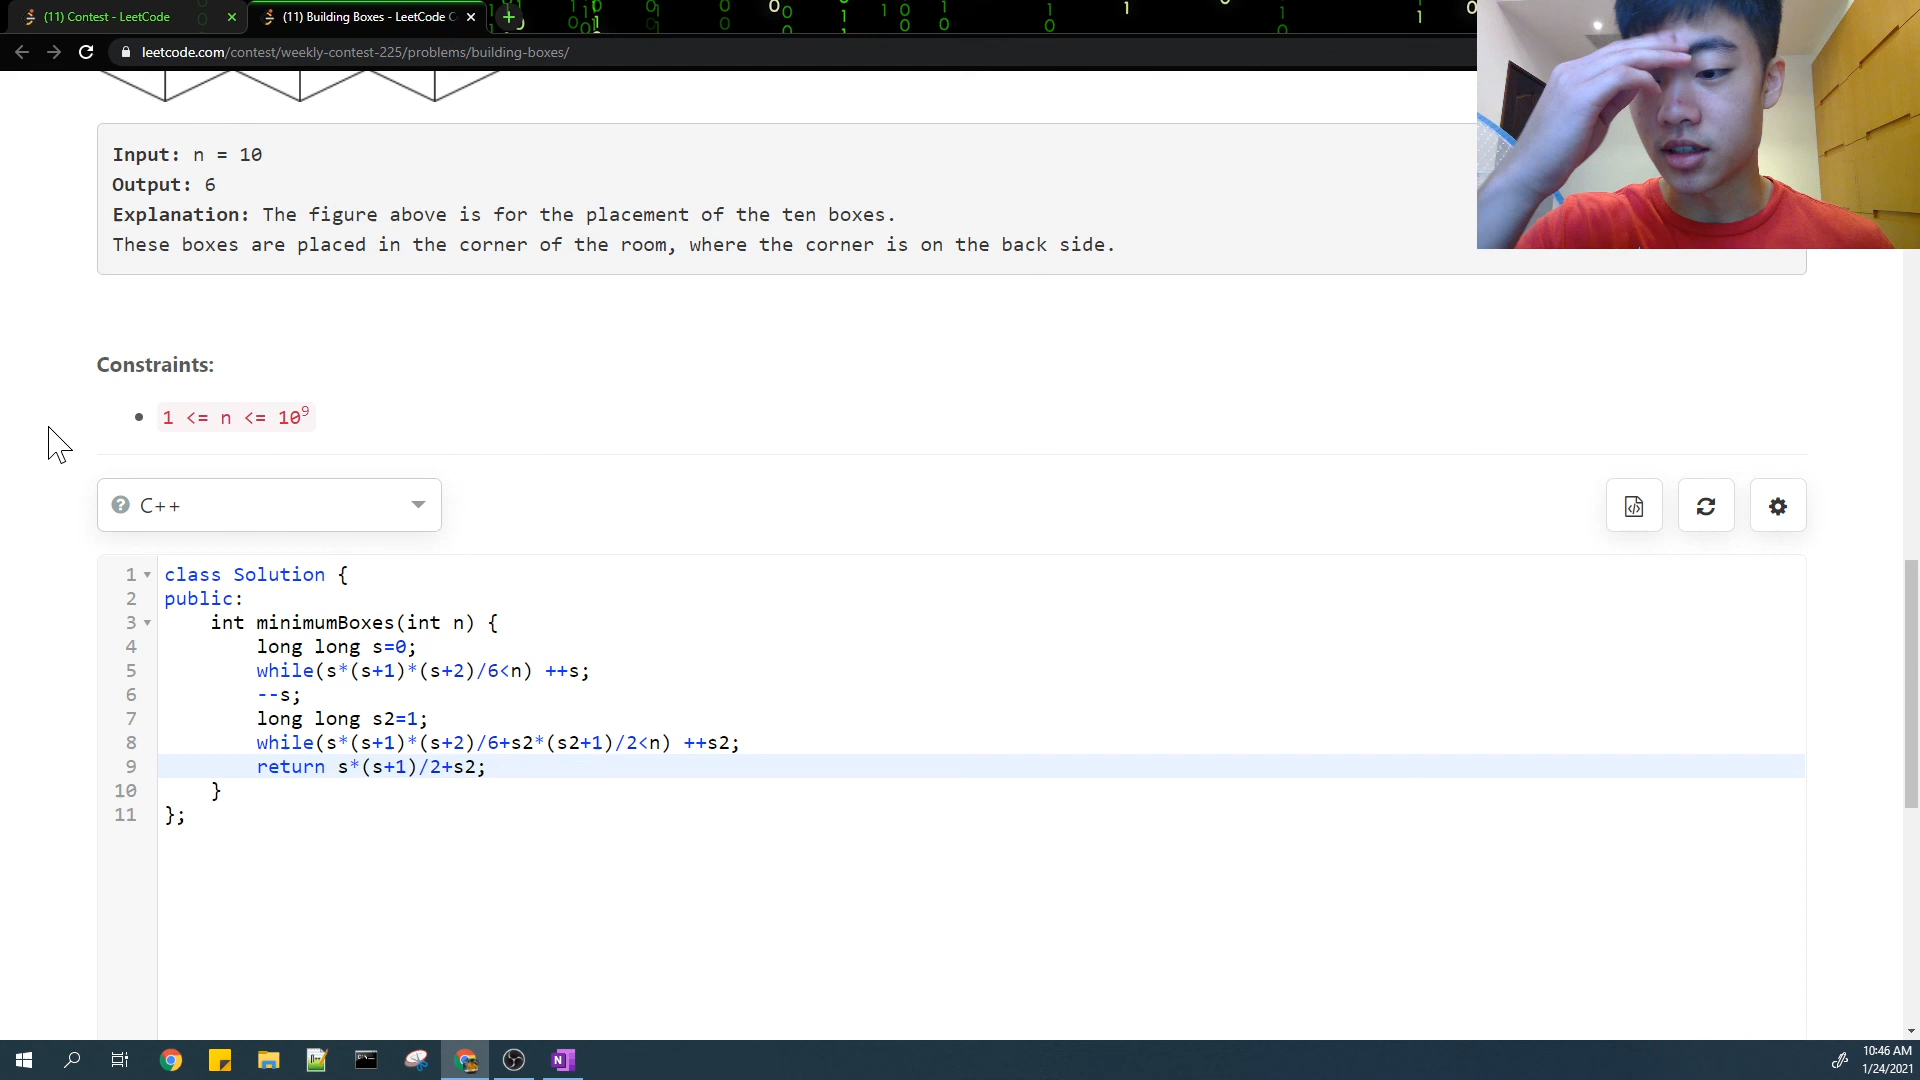 (11) Contest - LeetCode
(11) Building Boxes - LeetCode C
leetcode.com/contest/weekly-contest-225/problems/building-boxes/
Input: n = 10
Output: 6
Explanation: The figure above is for the placement of the ten boxes.
These boxes are placed in the corner of the room, where the corner is on the back side.
Constraints:
1 <= n <= 10⁹
C++
1 class Solution {
2 public:
3 int minimumBoxes(int n) {
4 long long s=0;
5 while(s*(s+1)*(s+2)/6<n) ++s;
6 --s;
7 long long s2=1;
8 while(s*(s+1)*(s+2)/6+s2*(s2+1)/2<n) ++s2;
9 return s*(s+1)/2+s2;
10 }
11 };
10:46 AM
1/24/2021